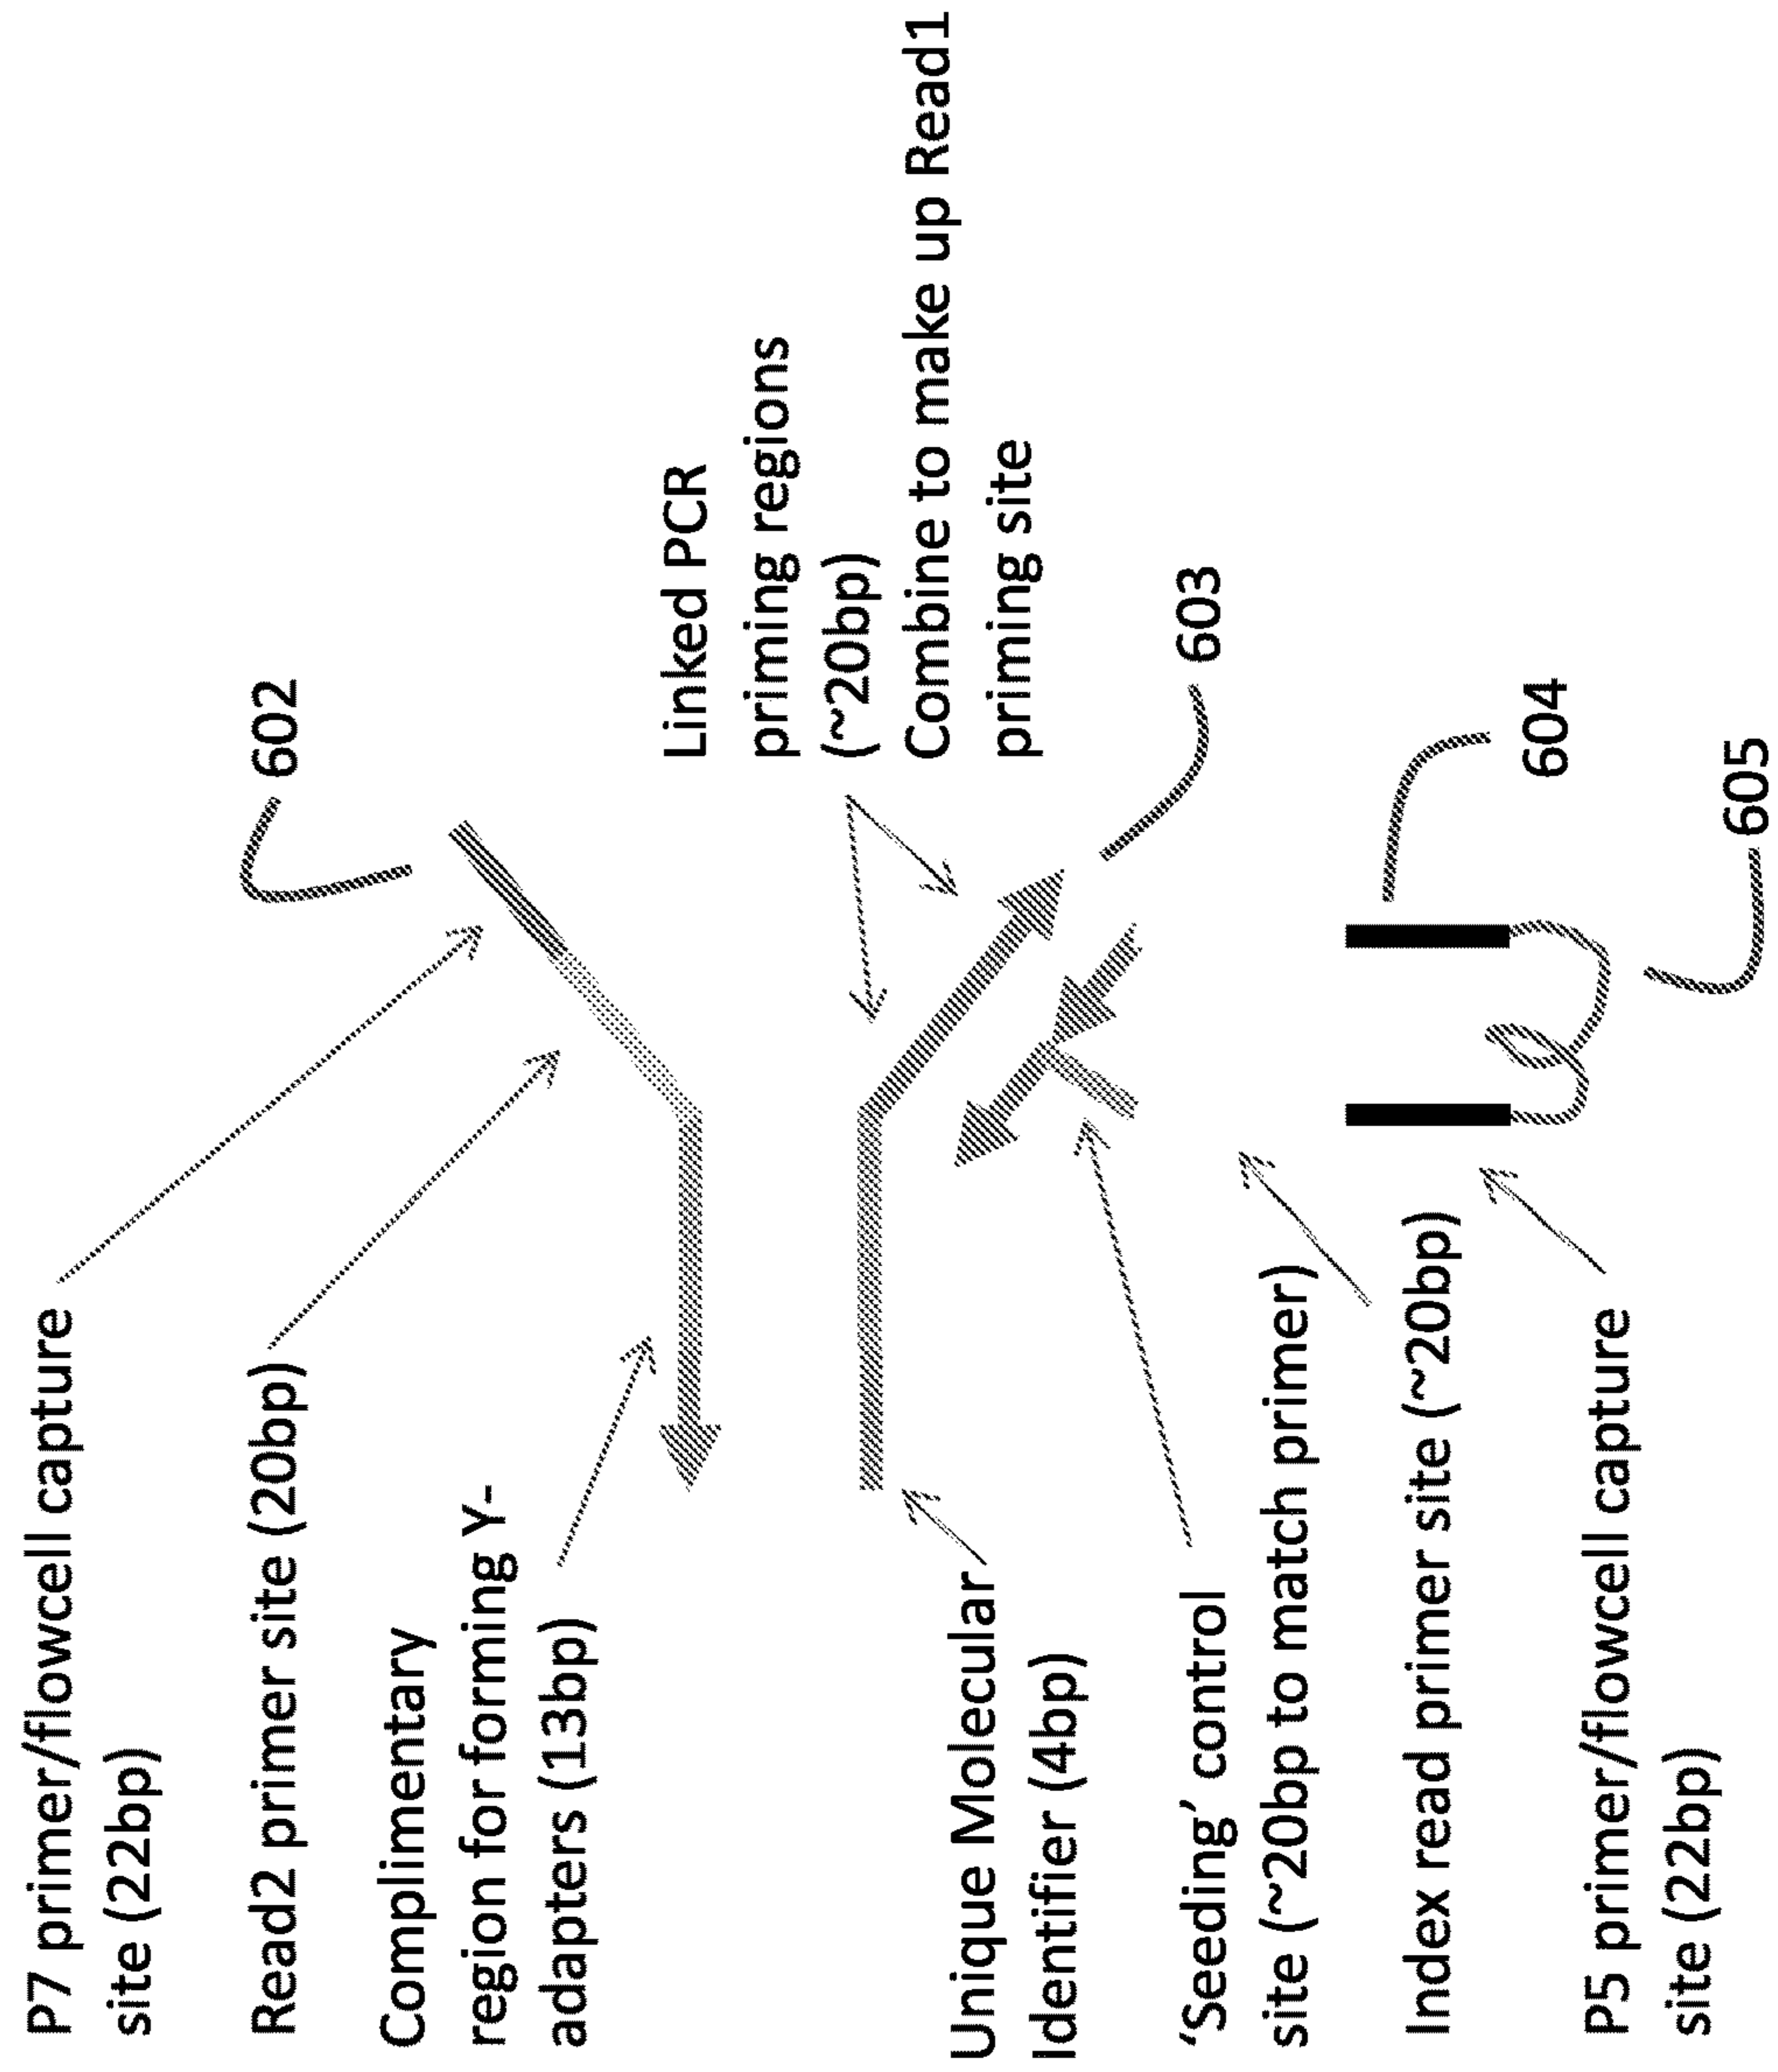 P7 primer/flowcell capture
site (22bp)
Read2 primer site (20bp)
Complimentary
region for forming Y-
adapters (13bp)
Unique Molecular
Identifier (4bp)
‘Seeding’ control
site (~20bp to match primer)
Index read primer site (~20bp)
P5 primer/flowcell capture
site (22bp)
602
Linked PCR
priming regions
(~20bp)
Combine to make up Read1
priming site
603
604
605